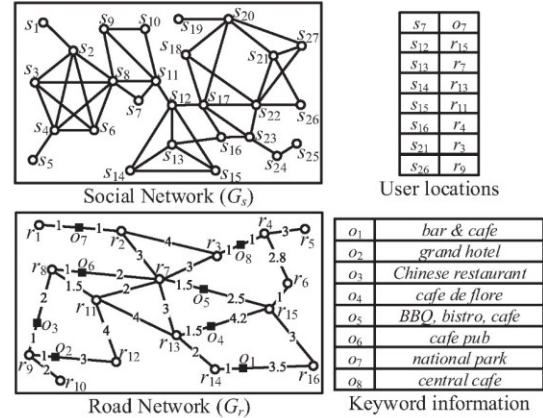 s1 s9 s10 s19 s20
s2 s18 s21 s27
s3 s8 s11
s7 s12 s17 s22 s26
s4 s6 s13 s16 s23 s25
s5 s14 s15 s24
Social Network (Gs)
s7 o7
s12 r15
s13 r7
s14 r13
s15 r11
s16 r4
s21 r3
s26 r9
User locations
r1 1 o7 1 r2 4 r3 1 o8 1 r4 3 r5
3 3 2.8
r8 1 o6 2 r7 r6
2 1.5 2 1.5 o5 2.5 1 r15
o3 r11 3
1 4 4 r13 1.5 o4 4.2 3
r9 1 o2 3 r12 2
2 r10 r14 1 o1 3.5 r16
Road Network (Gr)
o1 bar & cafe
o2 grand hotel
o3 Chinese restaurant
o4 cafe de flore
o5 BBQ, bistro, cafe
o6 cafe pub
o7 national park
o8 central cafe
Keyword information